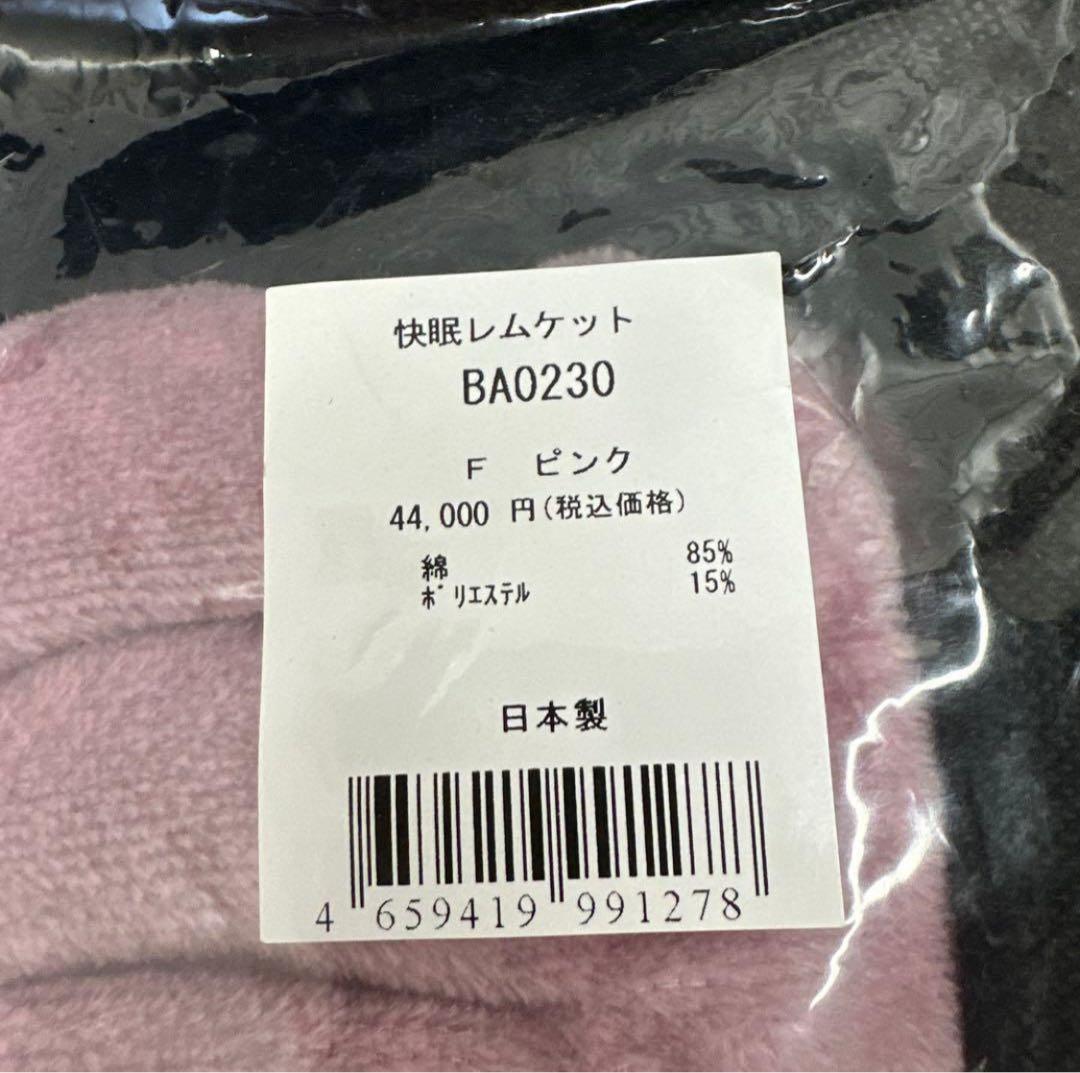 快眠レムケット
BA0230
F ピンク
44,000 円(税込価格)
綿 85%
ポリエステル 15%
日本製
4 659419 991278